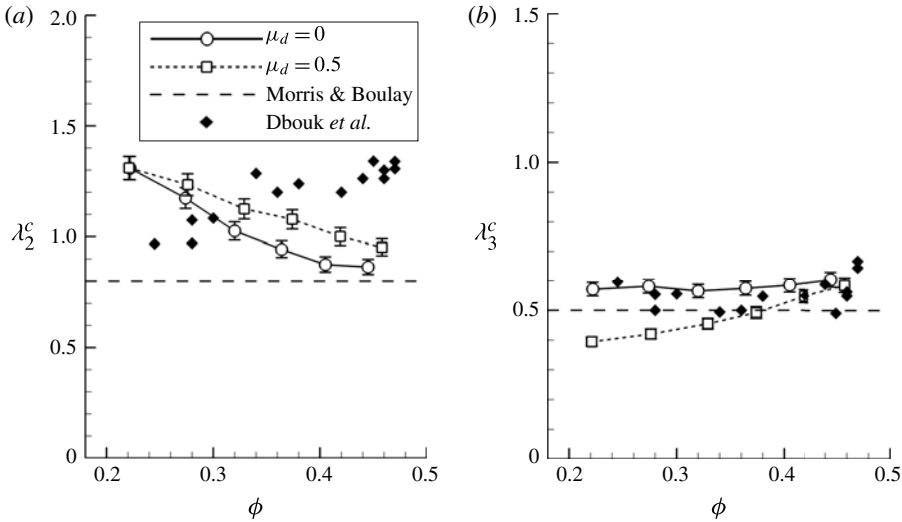 (a)
2.0
1.5
1.0
0.5
0
λ₂ᶜ
μ_d = 0
μ_d = 0.5
Morris & Boulay
Dbouk et al.
0.2 0.3 0.4 0.5
ϕ
(b)
1.5
1.0
0.5
0
λ₃ᶜ
0.2 0.3 0.4 0.5
ϕ